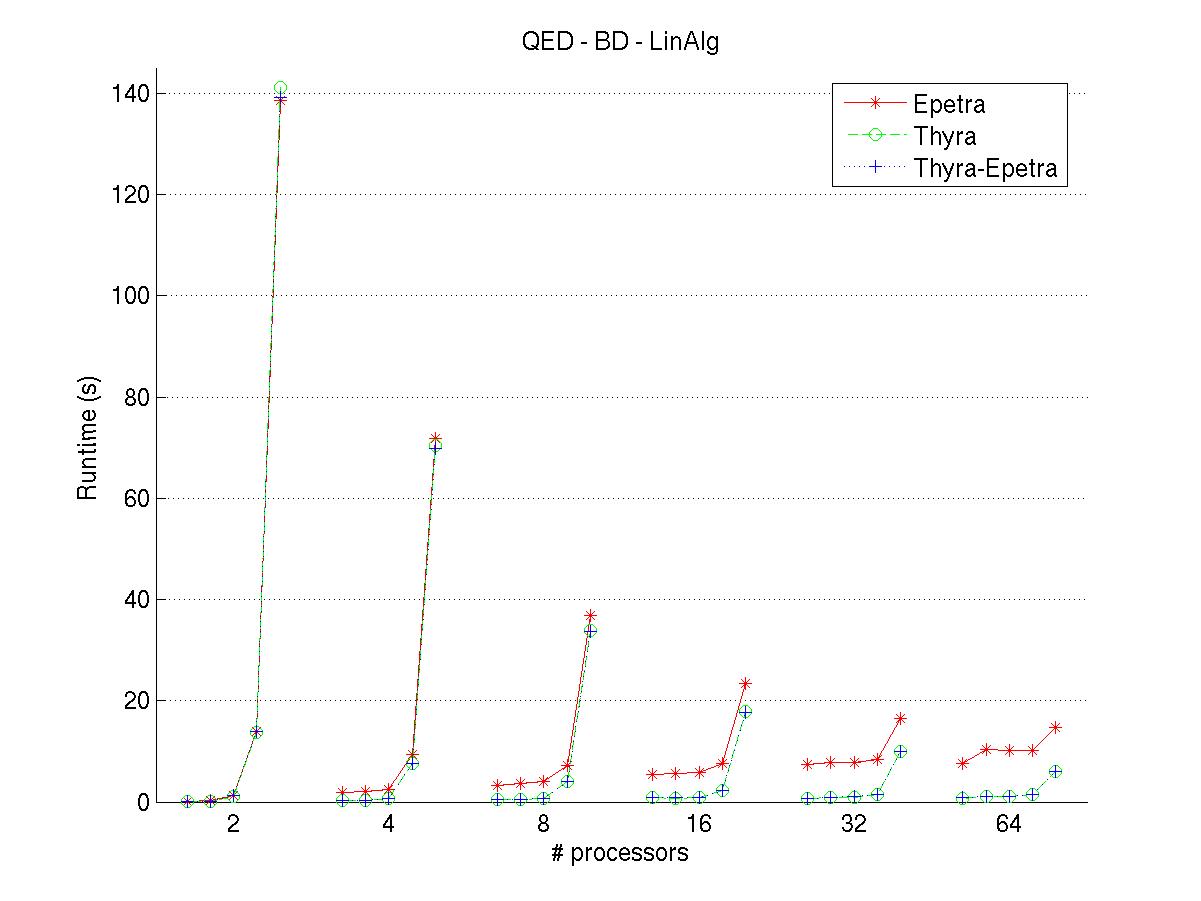 QED - BD - LinAlg
Epetra
Thyra
Thyra-Epetra
140
120
100
80
60
40
20
0
Runtime (s)
2 4 8 16 32 64
# processors